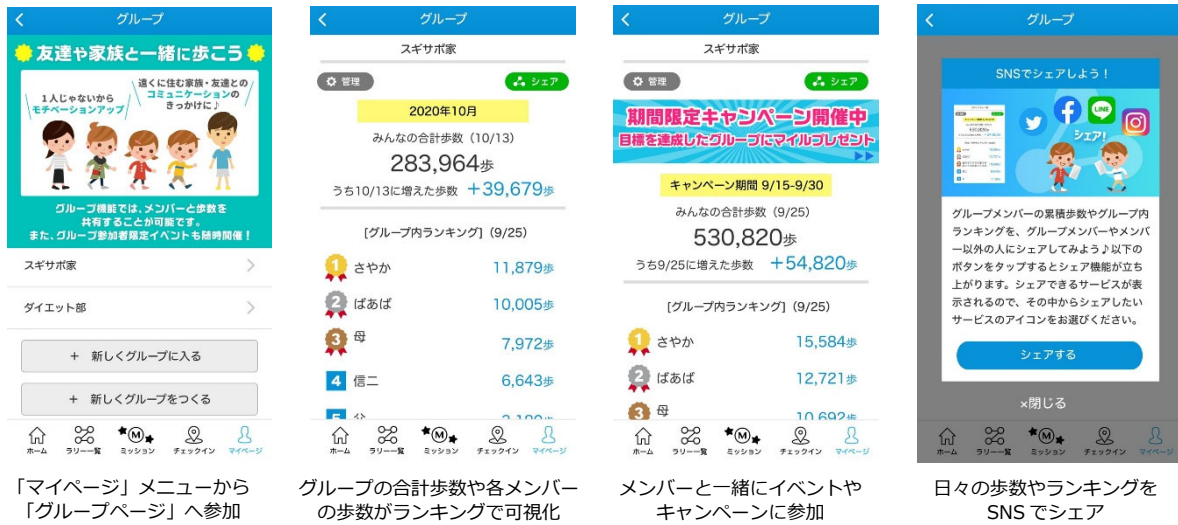 グループ
友達や家族と一緒に歩こう
1人じゃないから
モチベーションアップ
遠くに住む家族・友達との
コミュニケーションの
きっかけに♪
グループ機能では、メンバーと歩数を
共有することが可能です。
また、グループ参加者限定イベントも随時開催！
スギサポ家
ダイエット部
＋ 新しくグループに入る
＋ 新しくグループをつくる
ホーム
ラリー一覧
M
ミッション
チェックイン
マイページ
「マイページ」メニューから
「グループページ」へ参加
グループ
スギサポ家
管理
シェア
2020年10月
みんなの合計歩数（10/13）
283,964歩
うち10/13に増えた歩数 ＋39,679歩
[グループ内ランキング]（9/25）
1 さやか 11,879歩
2 ばあば 10,005歩
3 母 7,972歩
4 信二 6,643歩
ホーム
ラリー一覧
M
ミッション
チェックイン
マイページ
グループの合計歩数や各メンバー
の歩数がランキングで可視化
グループ
スギサポ家
管理
シェア
期間限定キャンペーン開催中
目標を達成したグループにマイルプレゼント
キャンペーン期間 9/15-9/30
みんなの合計歩数（9/25）
530,820歩
うち9/25に増えた歩数 ＋54,820歩
[グループ内ランキング]（9/25）
1 さやか 15,584歩
2 ばあば 12,721歩
3 母 10,692歩
ホーム
ラリー一覧
M
ミッション
チェックイン
マイページ
メンバーと一緒にイベントや
キャンペーンに参加
グループ
SNSでシェアしよう！
LINE
シェア!
グループメンバーの累積歩数やグループ内
ランキングを、グループメンバーやメンバ
ー以外の人にシェアしてみよう♪以下の
ボタンをタップするとシェア機能が立ち
上がります。シェアできるサービスが表
示されるので、その中からシェアしたい
サービスのアイコンをお選びください。
シェアする
×閉じる
ホーム
ラリー一覧
M
ミッション
チェックイン
マイページ
日々の歩数やランキングを
SNS でシェア